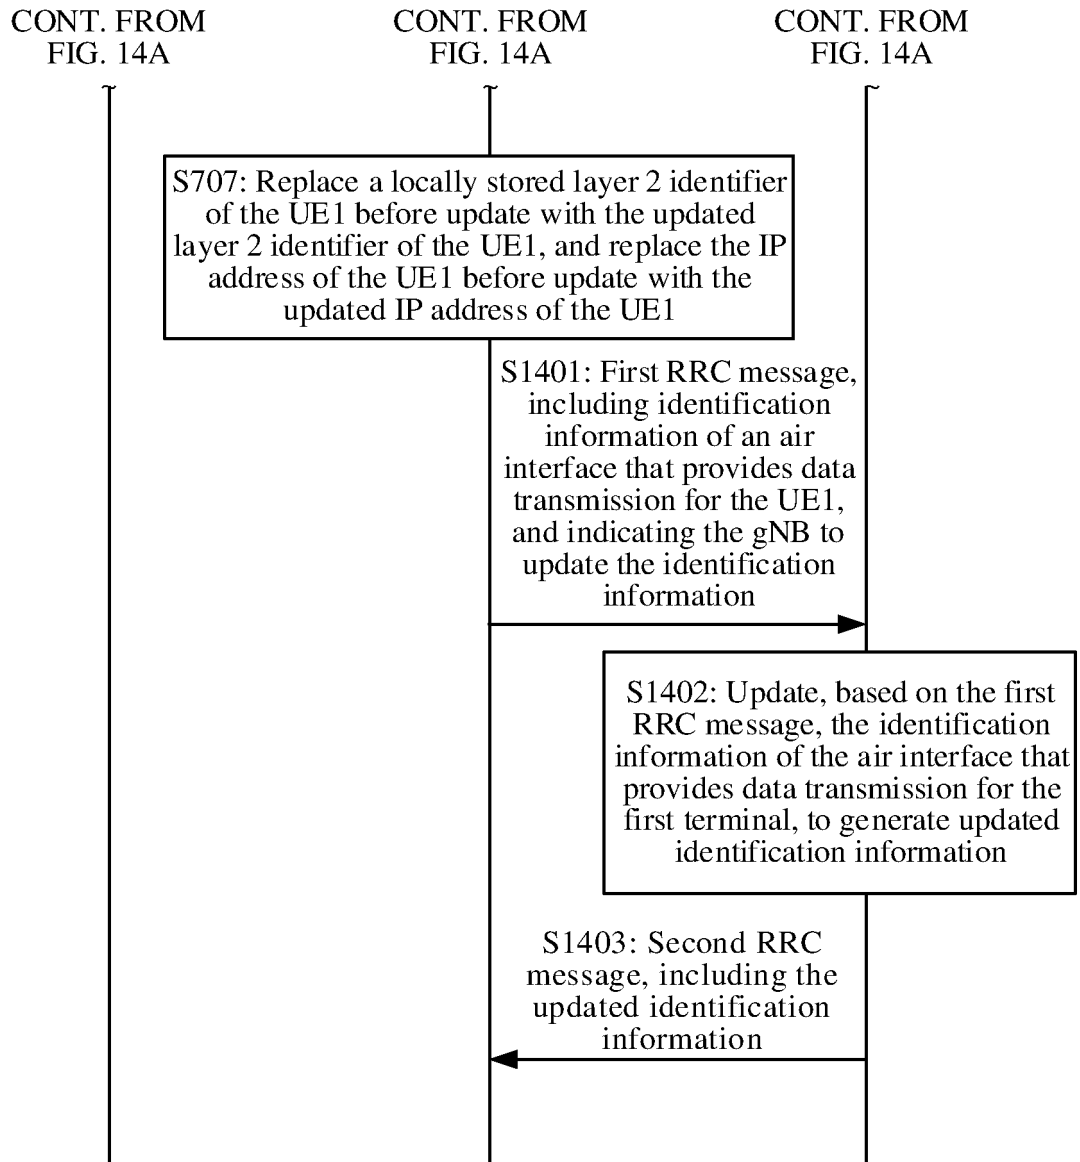 CONT. FROM
FIG. 14A
CONT. FROM
FIG. 14A
CONT. FROM
FIG. 14A
S707: Replace a locally stored layer 2 identifier
of the UE1 before update with the updated
layer 2 identifier of the UE1, and replace the IP
address of the UE1 before update with the
updated IP address of the UE1
S1401: First RRC message,
including identification
information of an air
interface that provides data
transmission for the UE1,
and indicating the gNB to
update the identification
information
S1402: Update, based on the first
RRC message, the identification
information of the air interface that
provides data transmission for the
first terminal, to generate updated
identification information
S1403: Second RRC
message, including the
updated identification
information